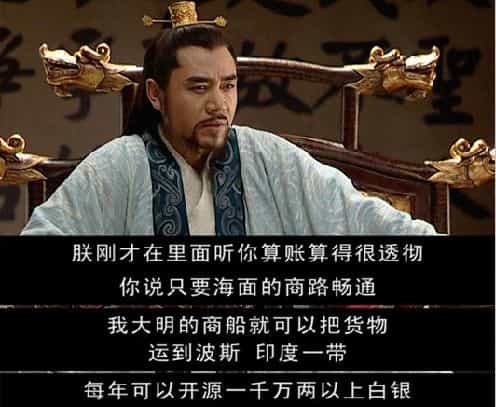 朕刚才在里面听你算账算得很透彻
你说只要海面的商路畅通
我大明的商船就可以把货物
运到波斯 印度一带
每年可以开源一千万两以上白银